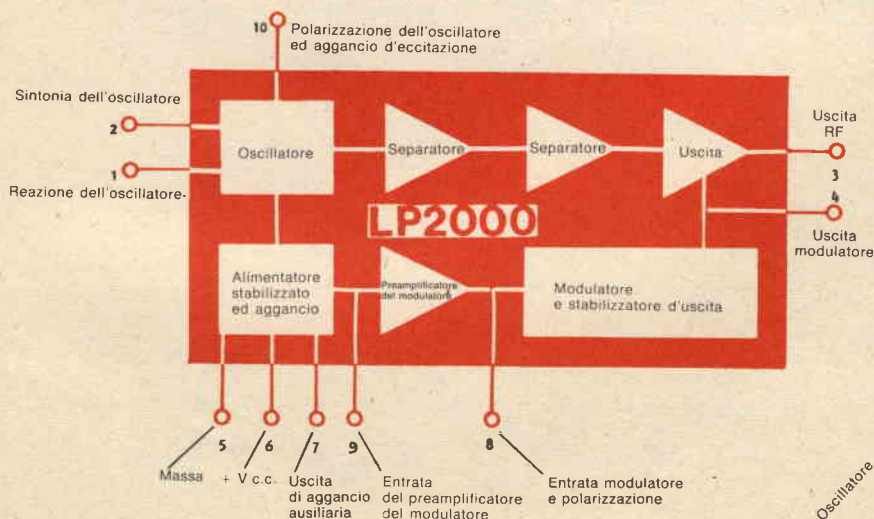 10
Polarizzazione dell'oscillatore
ed aggancio d'eccitazione
Sintonia dell'oscillatore
2
1
Reazione dell'oscillatore.
Oscillatore
Separatore
Separatore
Uscita
Uscita
RF
3
4
Uscita
modulatore
LP2000
Alimentatore
stabilizzato
ed aggancio
Preamplificatore
del modulatore
Modulatore
e stabilizzatore d'uscita
5
6
7
9
8
Massa
+ V c.c.
Uscita
di aggancio
ausiliaria
Entrata
del preamplificatore
del modulatore
Entrata modulatore
e polarizzazione
Oscillatore